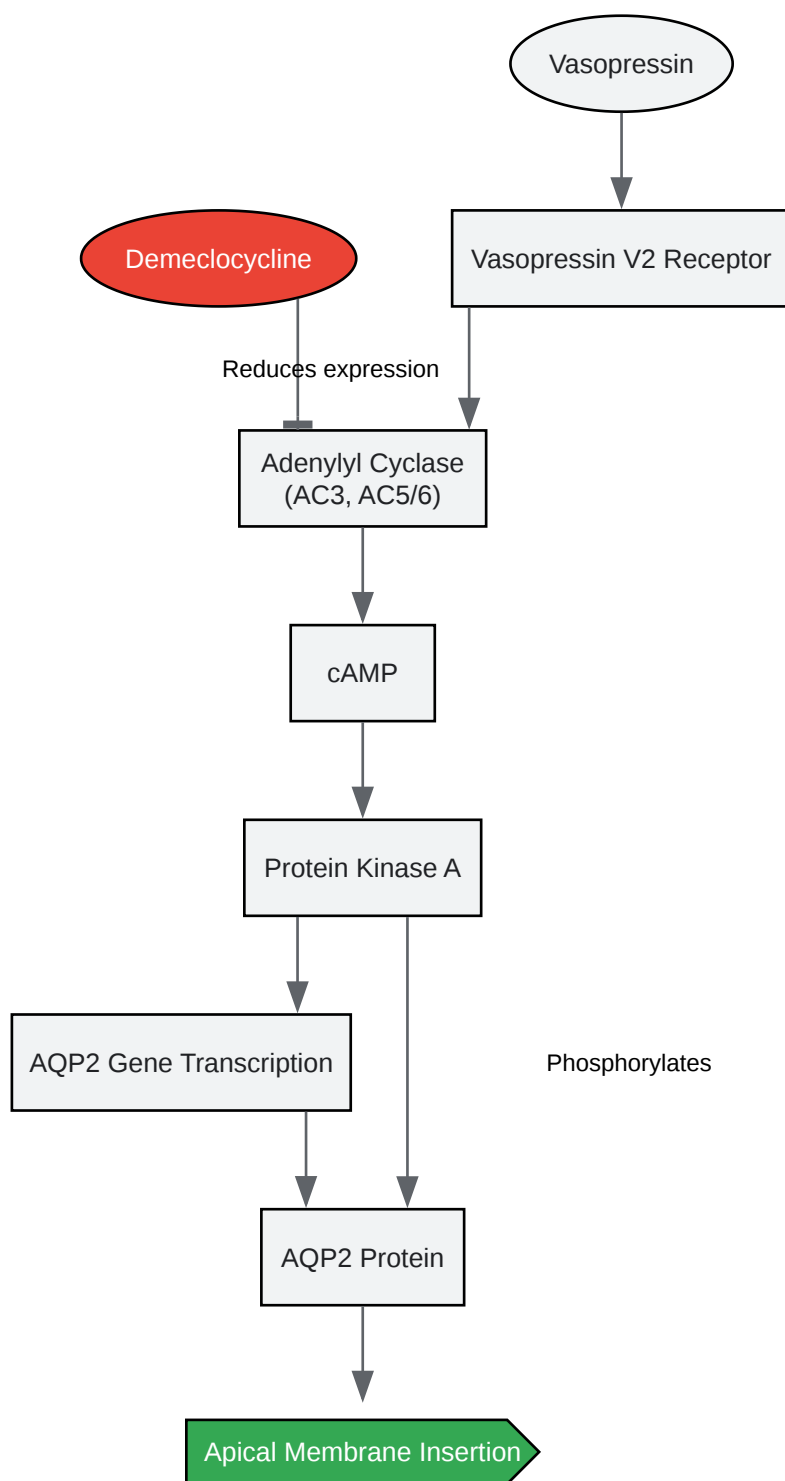 Vasopressin
Demeclocycline
Vasopressin V2 Receptor
Reduces expression
Adenylyl Cyclase
(AC3, AC5/6)
cAMP
Protein Kinase A
AQP2 Gene Transcription
Phosphorylates
AQP2 Protein
Apical Membrane Insertion